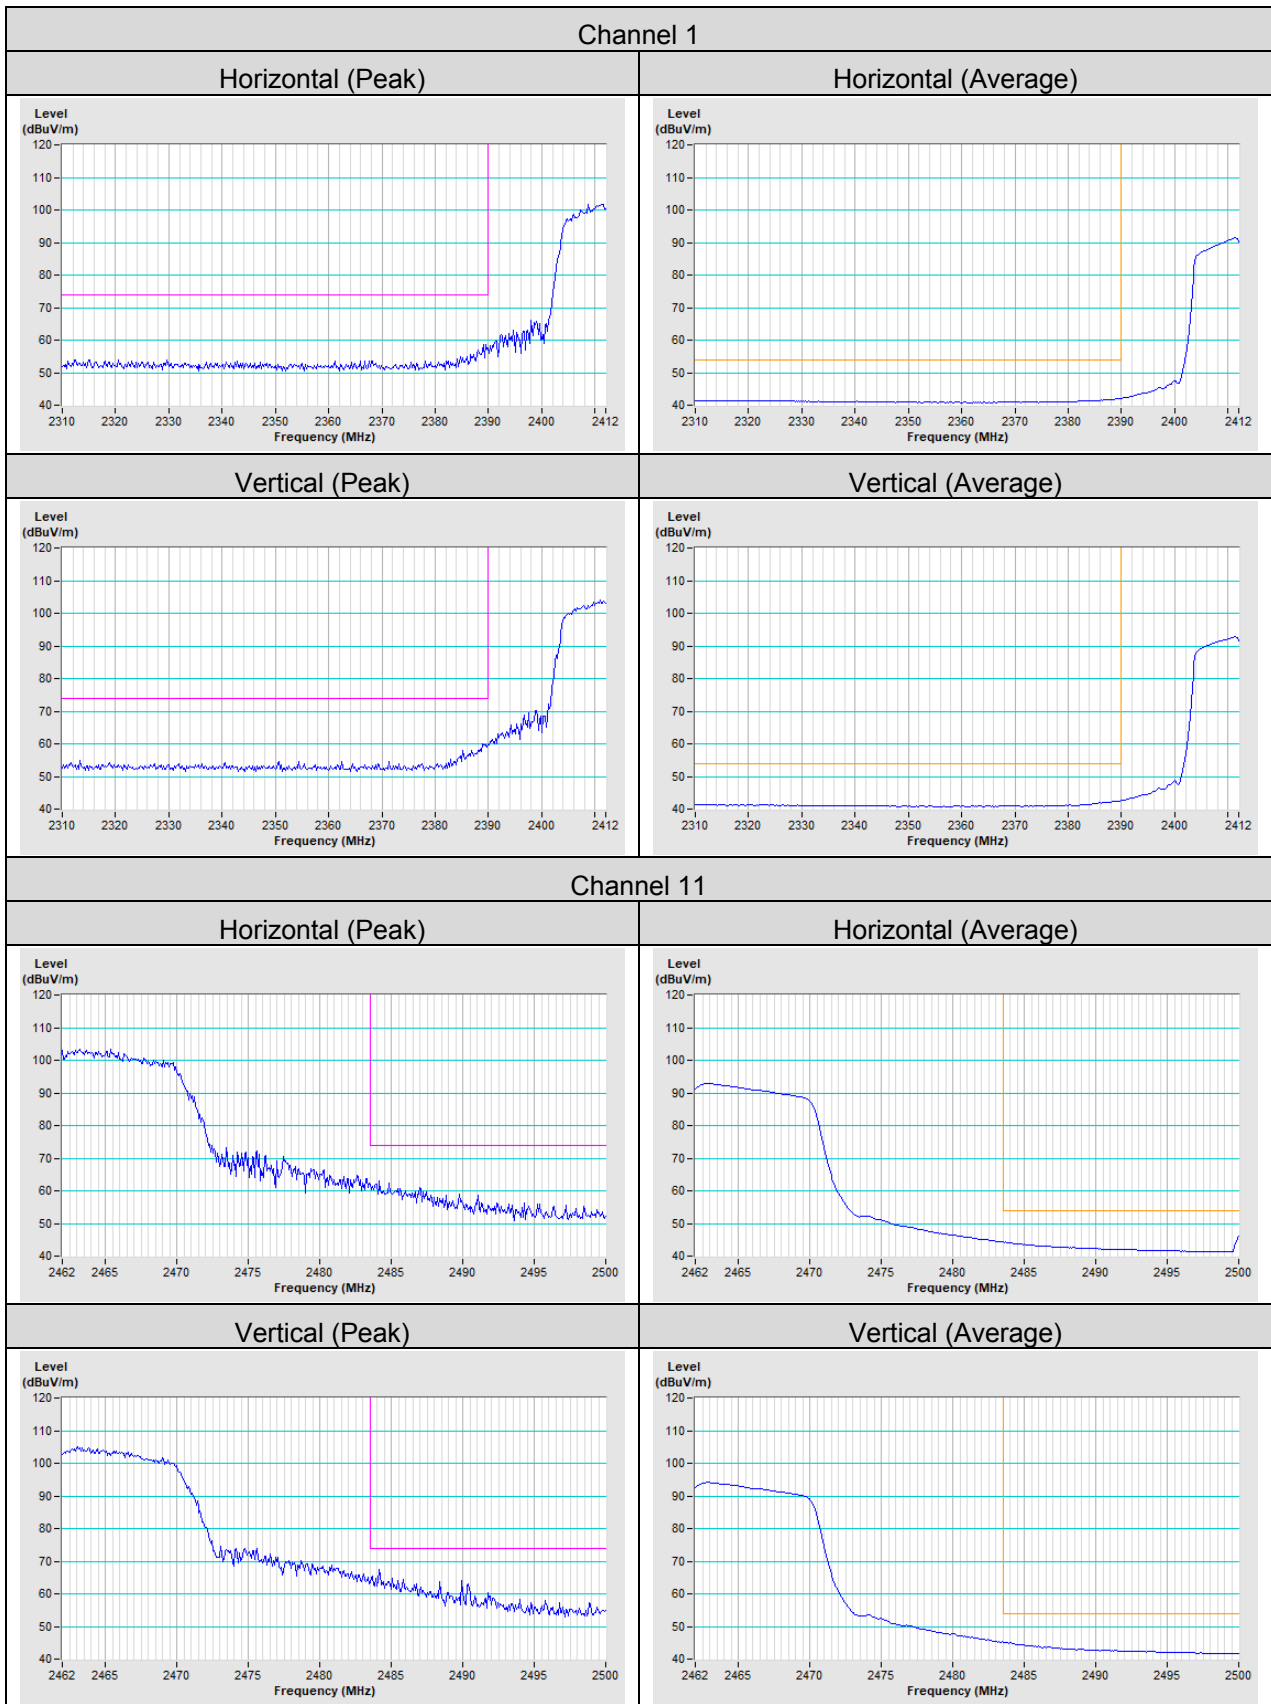 Channel 1
Horizontal (Peak)
Horizontal (Average)
Level
(dBuV/m)
120
110
100
90
80
70
60
50
40
2310 2320 2330 2340 2350 2360 2370 2380 2390 2400 2412
Frequency (MHz)
Level
(dBuV/m)
120
110
100
90
80
70
60
50
40
2310 2320 2330 2340 2350 2360 2370 2380 2390 2400 2412
Frequency (MHz)
Vertical (Peak)
Vertical (Average)
Level
(dBuV/m)
120
110
100
90
80
70
60
50
40
2310 2320 2330 2340 2350 2360 2370 2380 2390 2400 2412
Frequency (MHz)
Level
(dBuV/m)
120
110
100
90
80
70
60
50
40
2310 2320 2330 2340 2350 2360 2370 2380 2390 2400 2412
Frequency (MHz)
Channel 11
Horizontal (Peak)
Horizontal (Average)
Level
(dBuV/m)
120
110
100
90
80
70
60
50
40
2462 2465 2470 2475 2480 2485 2490 2495 2500
Frequency (MHz)
Level
(dBuV/m)
120
110
100
90
80
70
60
50
40
2462 2465 2470 2475 2480 2485 2490 2495 2500
Frequency (MHz)
Vertical (Peak)
Vertical (Average)
Level
(dBuV/m)
120
110
100
90
80
70
60
50
40
2462 2465 2470 2475 2480 2485 2490 2495 2500
Frequency (MHz)
Level
(dBuV/m)
120
110
100
90
80
70
60
50
40
2462 2465 2470 2475 2480 2485 2490 2495 2500
Frequency (MHz)